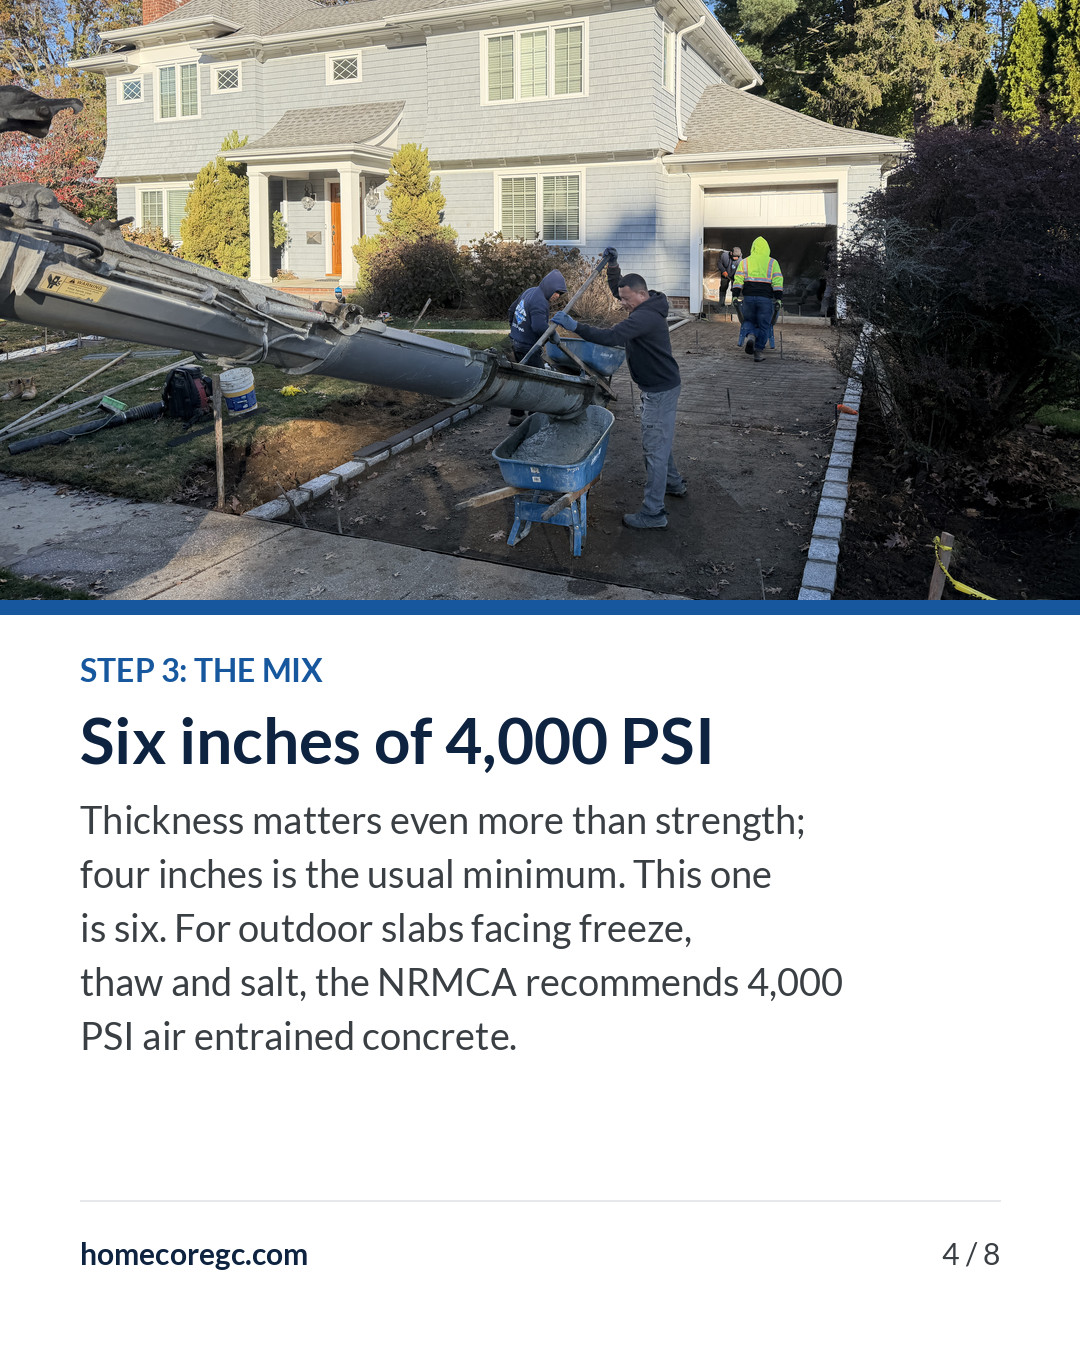 WARNING
STEP 3: THE MIX
Six inches of 4,000 PSI
Thickness matters even more than strength;
four inches is the usual minimum. This one
is six. For outdoor slabs facing freeze,
thaw and salt, the NRMCA recommends 4,000
PSI air entrained concrete.
homecoregc.com
4 / 8